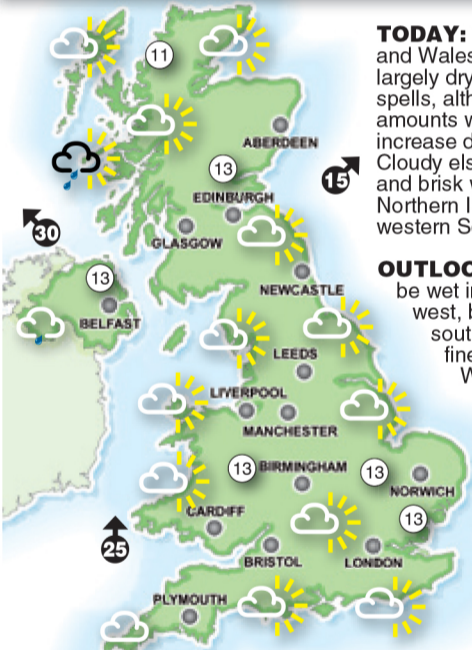 TODAY:
and Wales
largely dry
spells, alth
amounts w
increase d
Cloudy els
and brisk w
Northern I
western S
OUTLOO
be wet i
west, b
sout
fine
W
11
ABERDEEN
13
15
EDINBURGH
30
GLASGOW
13
NEWCASTLE
BELFAST
LEEDS
LIVERPOOL
MANCHESTER
13
BIRMINGHAM
13
NORWICH
CARDIFF
13
25
BRISTOL
LONDON
PLYMOUTH